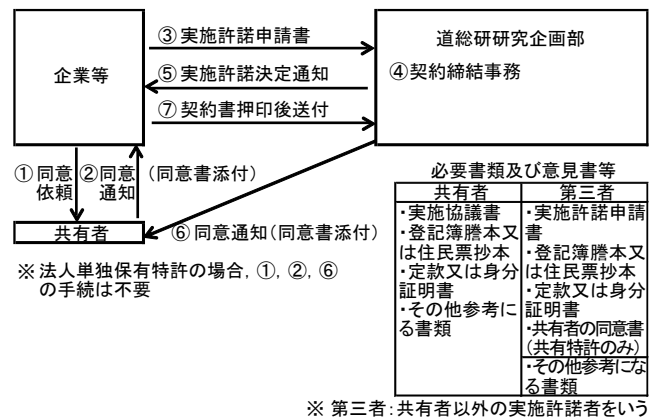 ③実施許諾申請書
道総研研究企画部
⑤実施許諾決定通知
④契約締結事務
企業等
⑦契約書押印後送付
①同意
依頼
②同意
通知
(同意書添付)
共有者
⑥同意通知(同意書添付)
※法人単独保有特許の場合，①，②，⑥
の手続は不要
必要書類及び意見書等
共有者
・実施協議書
・登記簿謄本又
は住民票抄本
・定款又は身分
証明書
・その他参考に
る書類
第三者
・実施許諾申請
書
・登記簿謄本又
は住民票抄本
・定款又は身分
証明書
・共有者の同意書
(共有特許のみ)
・その他参考にな
る書類
※ 第三者：共有者以外の実施許諾者をいう